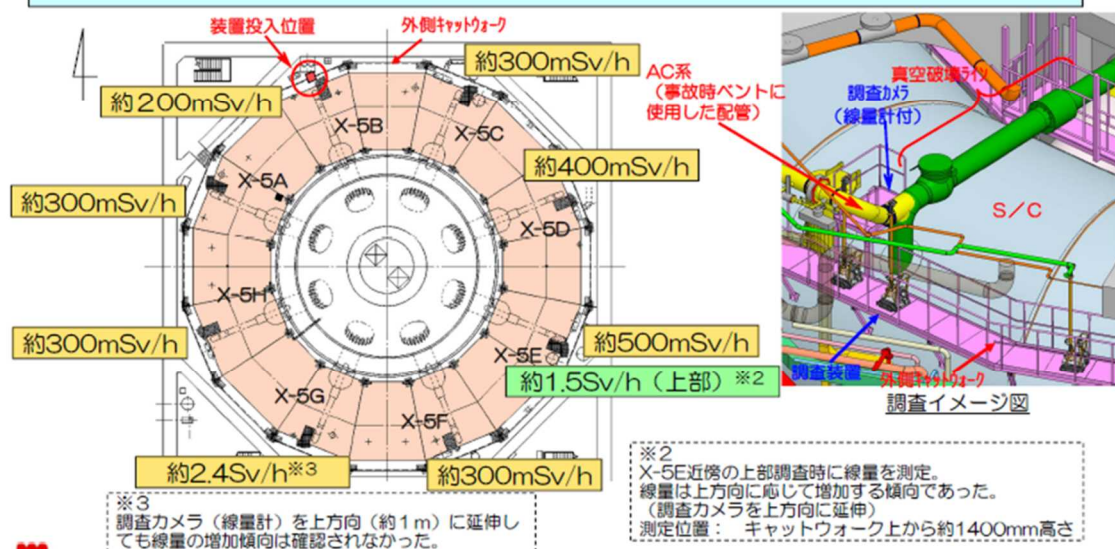 装置投入位置
外側ｷｬｯﾄｳｫｰｸ
約300mSv/h
約200mSv/h
X-5B
X-5C
約400mSv/h
X-5A
約300mSv/h
X-5D
X-5H
約300mSv/h
約500mSv/h
X-5E
約1.5Sv/h（上部）※2
X-5G
X-5F
約2.4Sv/h※3
約300mSv/h
※3
調査カメラ（線量計）を上方向（約1m）に延伸し
ても線量の増加傾向は確認されなかった。
AC系
（事故時ベントに
使用した配管）
真空破壊ﾗｲﾝ
調査ｶﾒﾗ
（線量計付）
S／C
調査装置
外側ｷｬｯﾄｳｫｰｸ
調査イメージ図
※2
X-5E近傍の上部調査時に線量を測定。
線量は上方向に応じて増加する傾向であった。
（調査カメラを上方向に延伸）
測定位置：　キャットウォーク上から約1400mm高さ